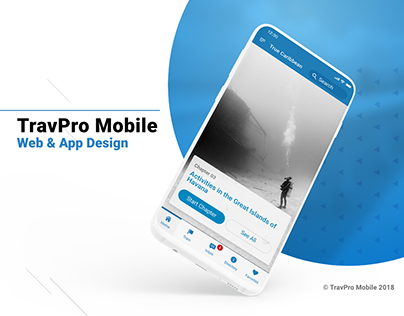 TravPro Mobile
Web & App Design
12:30
True Caribbean
Search
Chapter 03
Activities in the Great Islands of
Havana
Start Chapter
See All
Home
Train
Inbox
Directory
Favorites
© TravPro Mobile 2018